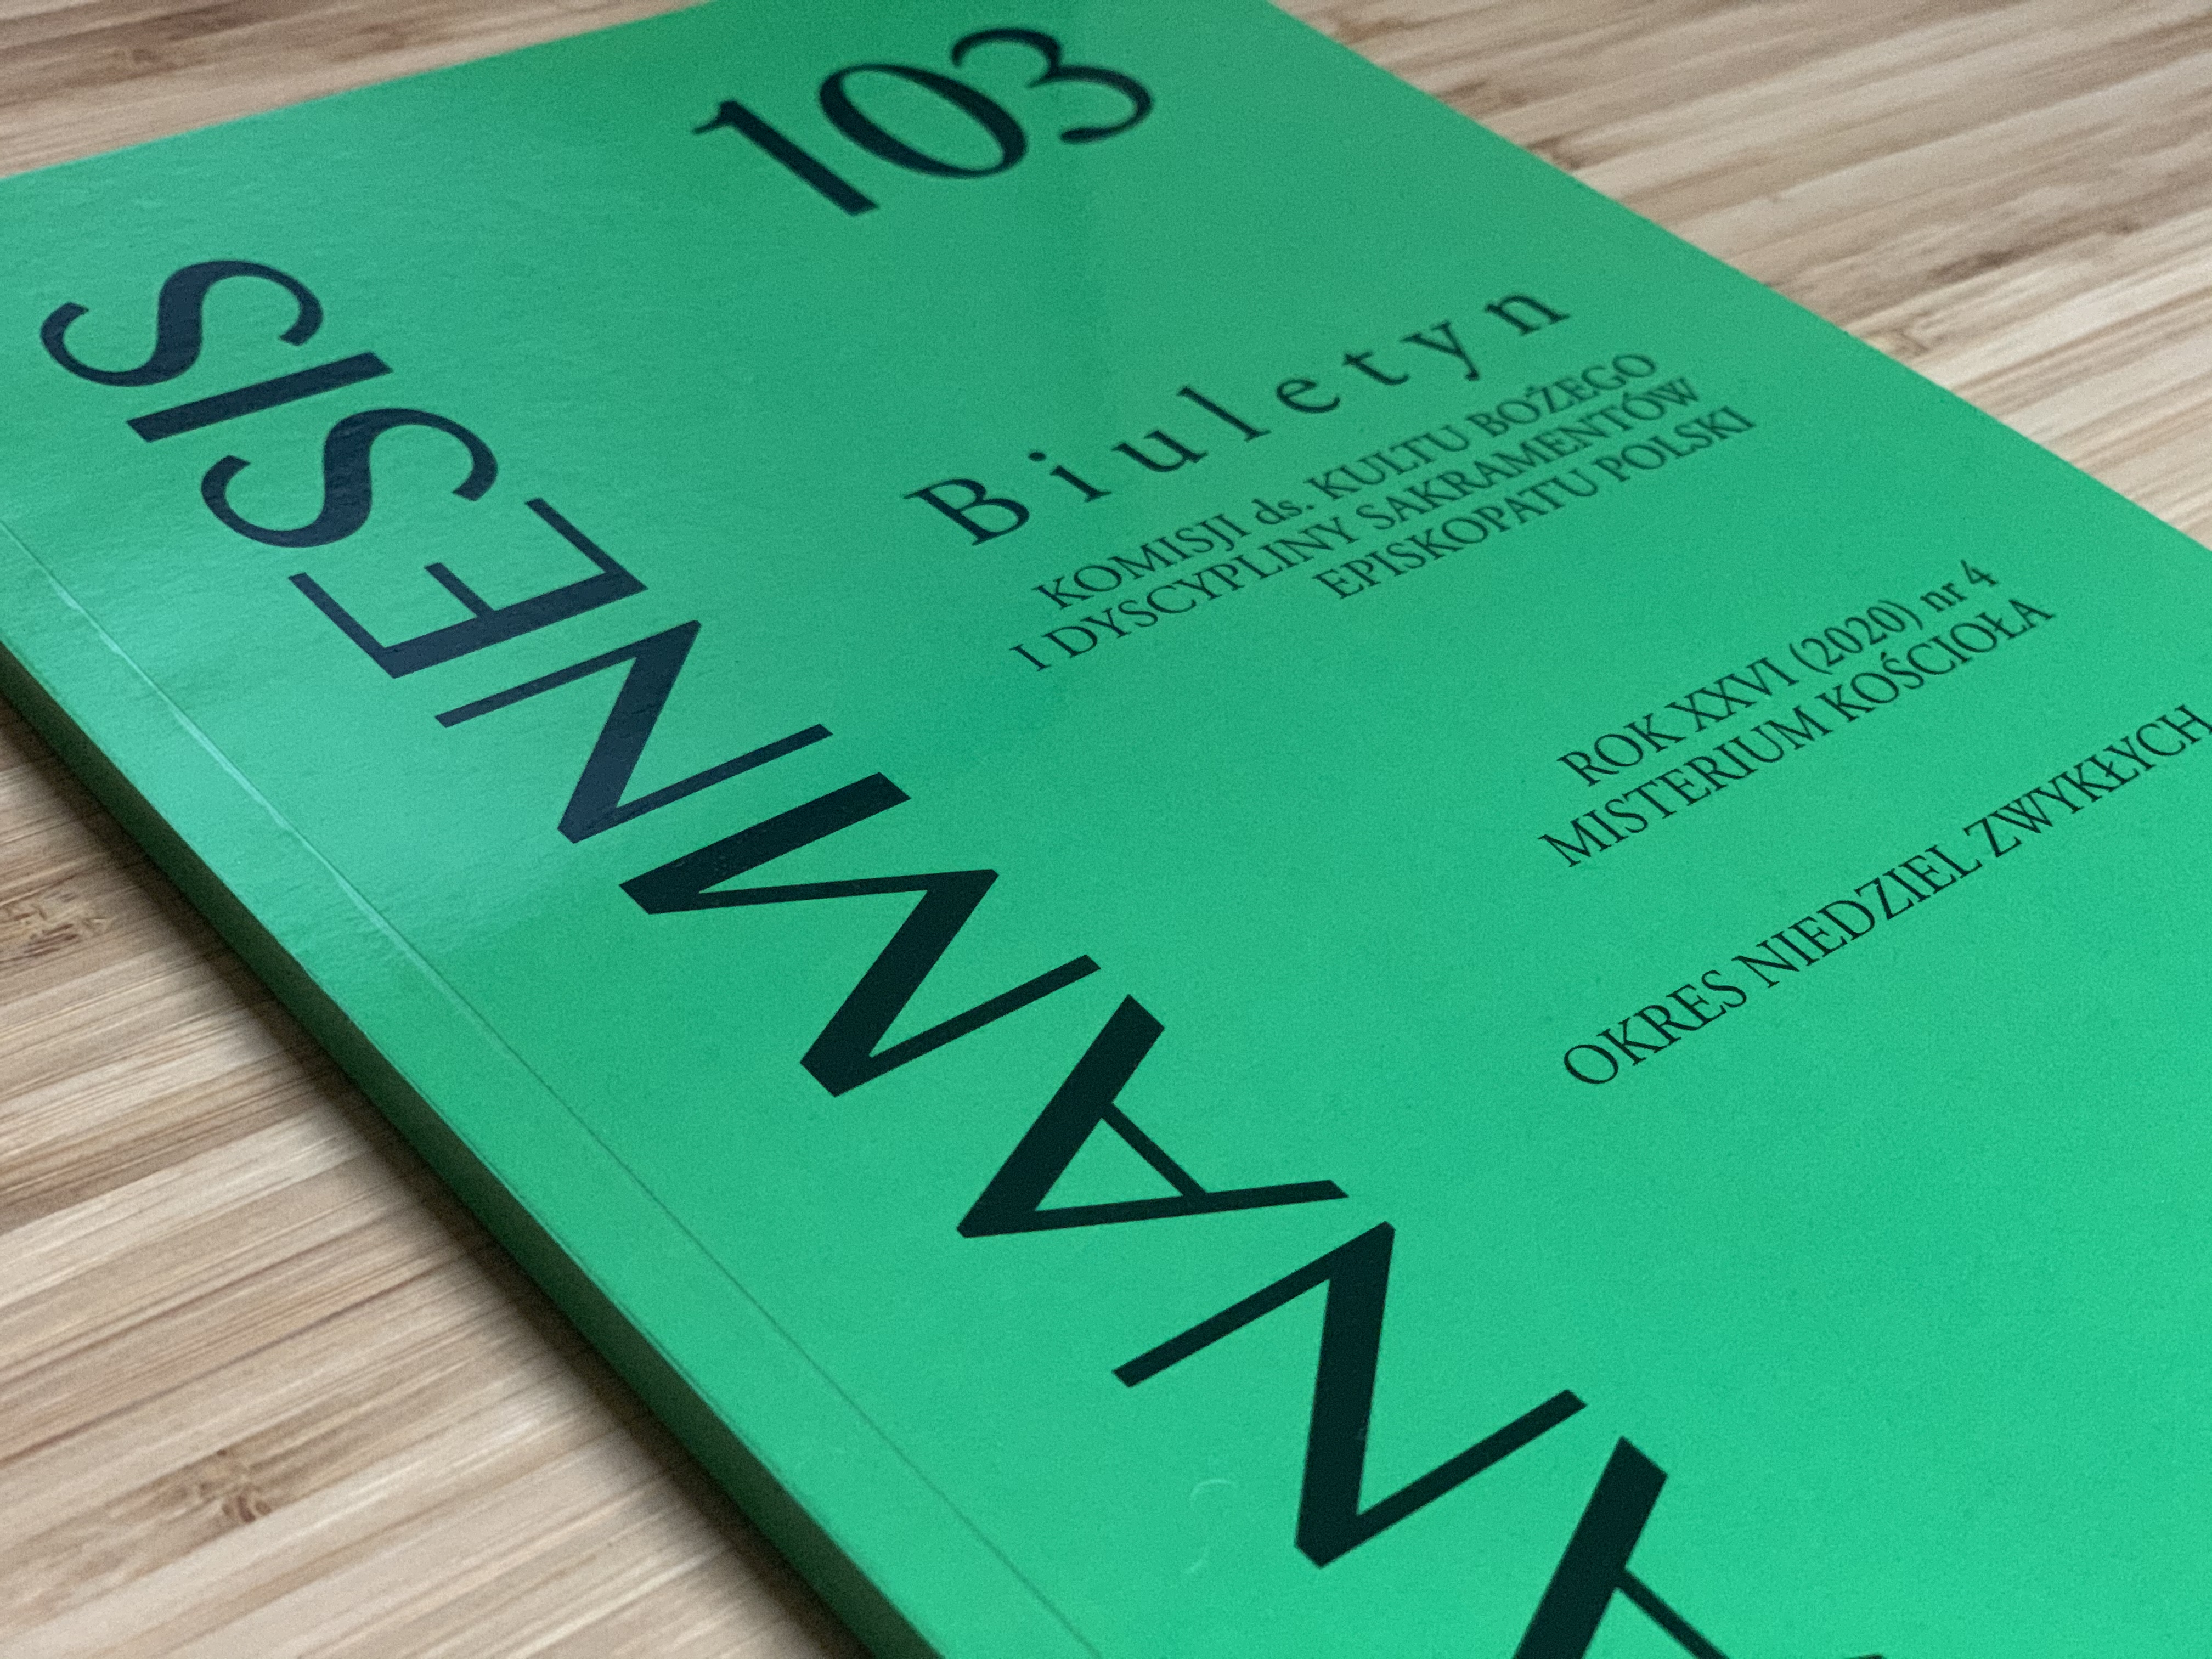 103
ANAMNESIS
Biuletyn
KOMISJI ds. KULTU BOŻEGO
I DYSCYPLINY SAKRAMENTÓW
EPISKOPATU POLSKI
ROK XXVI (2020) nr 4
MISTERIUM KOŚCIOŁA
OKRES NIEDZIEL ZWYKŁYCH